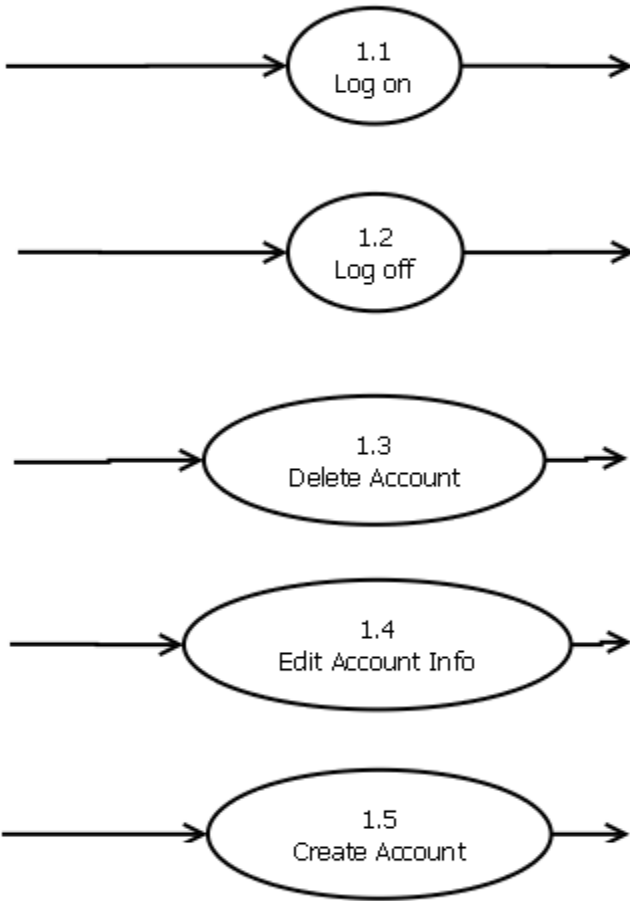 1.1
Log on
1.2
Log off
1.3
Delete Account
1.4
Edit Account Info
1.5
Create Account